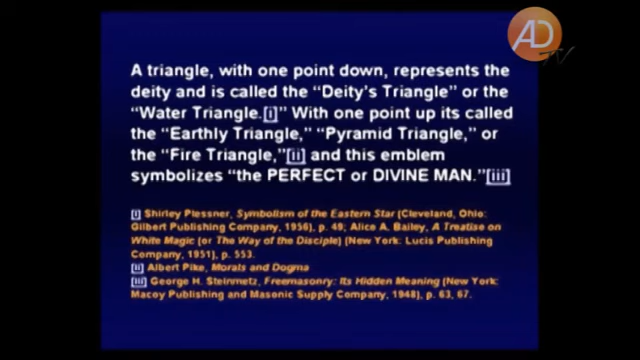 AD
TV
A triangle, with one point down, represents the
deity and is called the “Deity's Triangle” or the
“Water Triangle.[i]” With one point up its called
the “Earthly Triangle,” “Pyramid Triangle,” or
the “Fire Triangle,”[ii] and this emblem
symbolizes “the PERFECT or DIVINE MAN.”[iii]
[i] Shirley Plessner, Symbolism of the Eastern Star (Cleveland, Ohio:
Gilbert Publishing Company, 1956), p. 49; Alice A. Bailey, A Treatise on
White Magic (or The Way of the Disciple) (New York: Lucis Publishing
Company, 1951), p. 553.
[ii] Albert Pike, Morals and Dogma
[iii] George H. Steinmetz, Freemasonry: Its Hidden Meaning (New York:
Macoy Publishing and Masonic Supply Company, 1948), p. 63, 67.